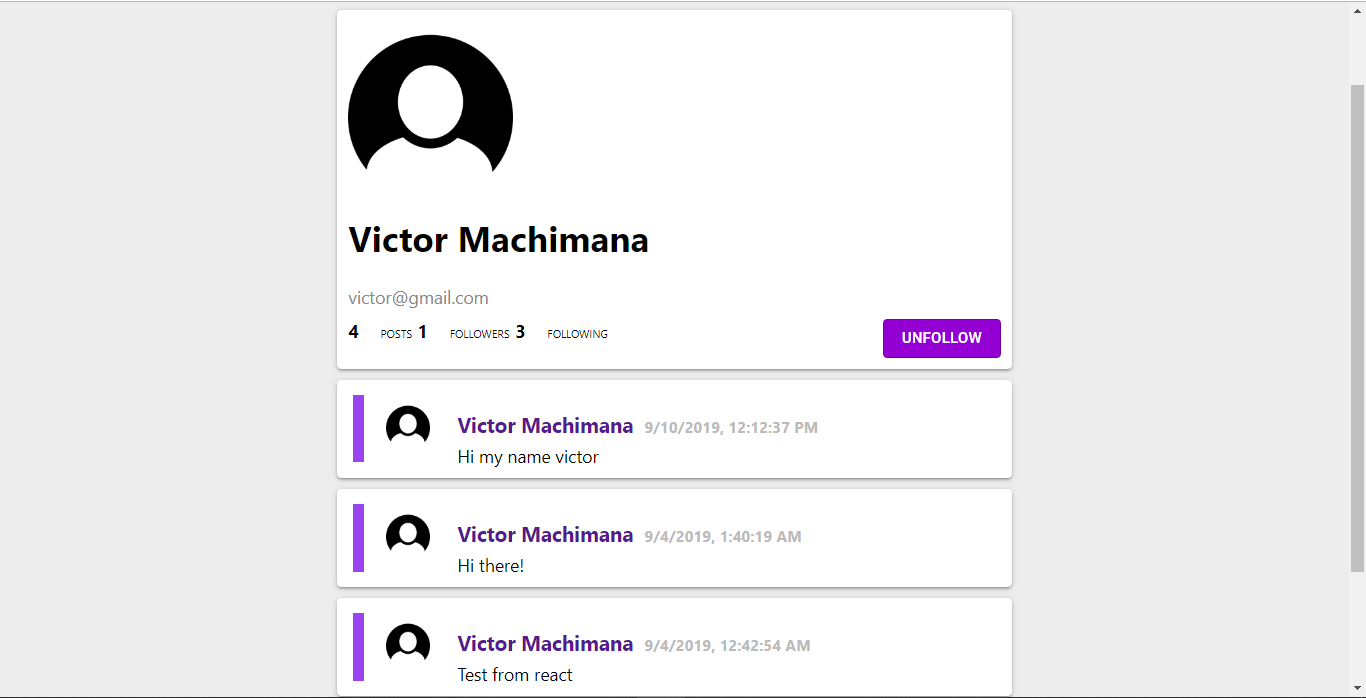 Victor Machimana
victor@gmail.com
4 POSTS 1 FOLLOWERS 3 FOLLOWING
UNFOLLOW
Victor Machimana 9/10/2019, 12:12:37 PM
Hi my name victor
Victor Machimana 9/4/2019, 1:40:19 AM
Hi there!
Victor Machimana 9/4/2019, 12:42:54 AM
Test from react